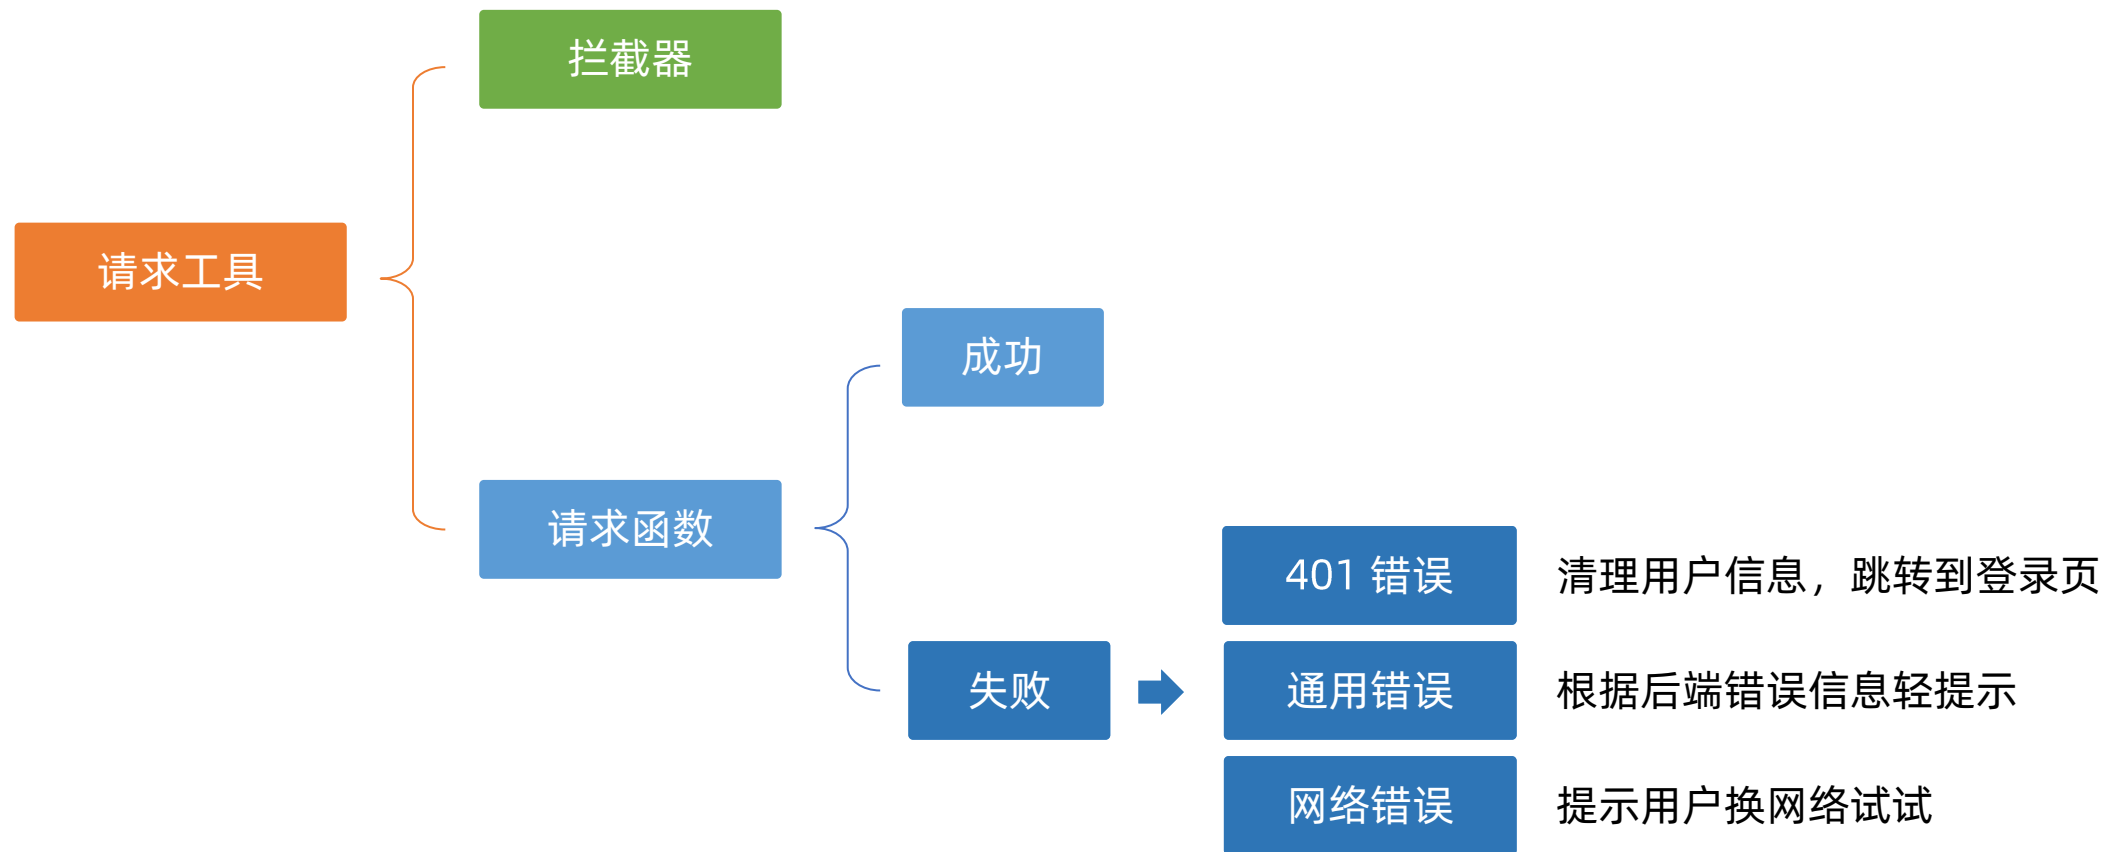 拦截器
请求工具
成功
请求函数
401 错误
清理用户信息，跳转到登录页
失败
通用错误
根据后端错误信息轻提示
网络错误
提示用户换网络试试